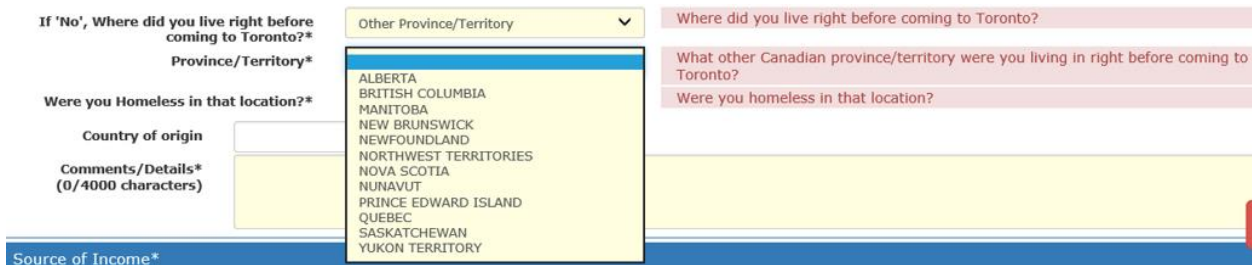 If 'No', Where did you live right before
coming to Toronto?*
Other Province/Territory
Where did you live right before coming to Toronto?
Province/Territory*
What other Canadian province/territory were you living in right before coming to
Toronto?
ALBERTA
BRITISH COLUMBIA
MANITOBA
NEW BRUNSWICK
NEWFOUNDLAND
NORTHWEST TERRITORIES
NOVA SCOTIA
NUNAVUT
PRINCE EDWARD ISLAND
QUEBEC
SASKATCHEWAN
YUKON TERRITORY
Were you Homeless in that location?*
Were you homeless in that location?
Country of origin
Comments/Details*
(0/4000 characters)
Source of Income*